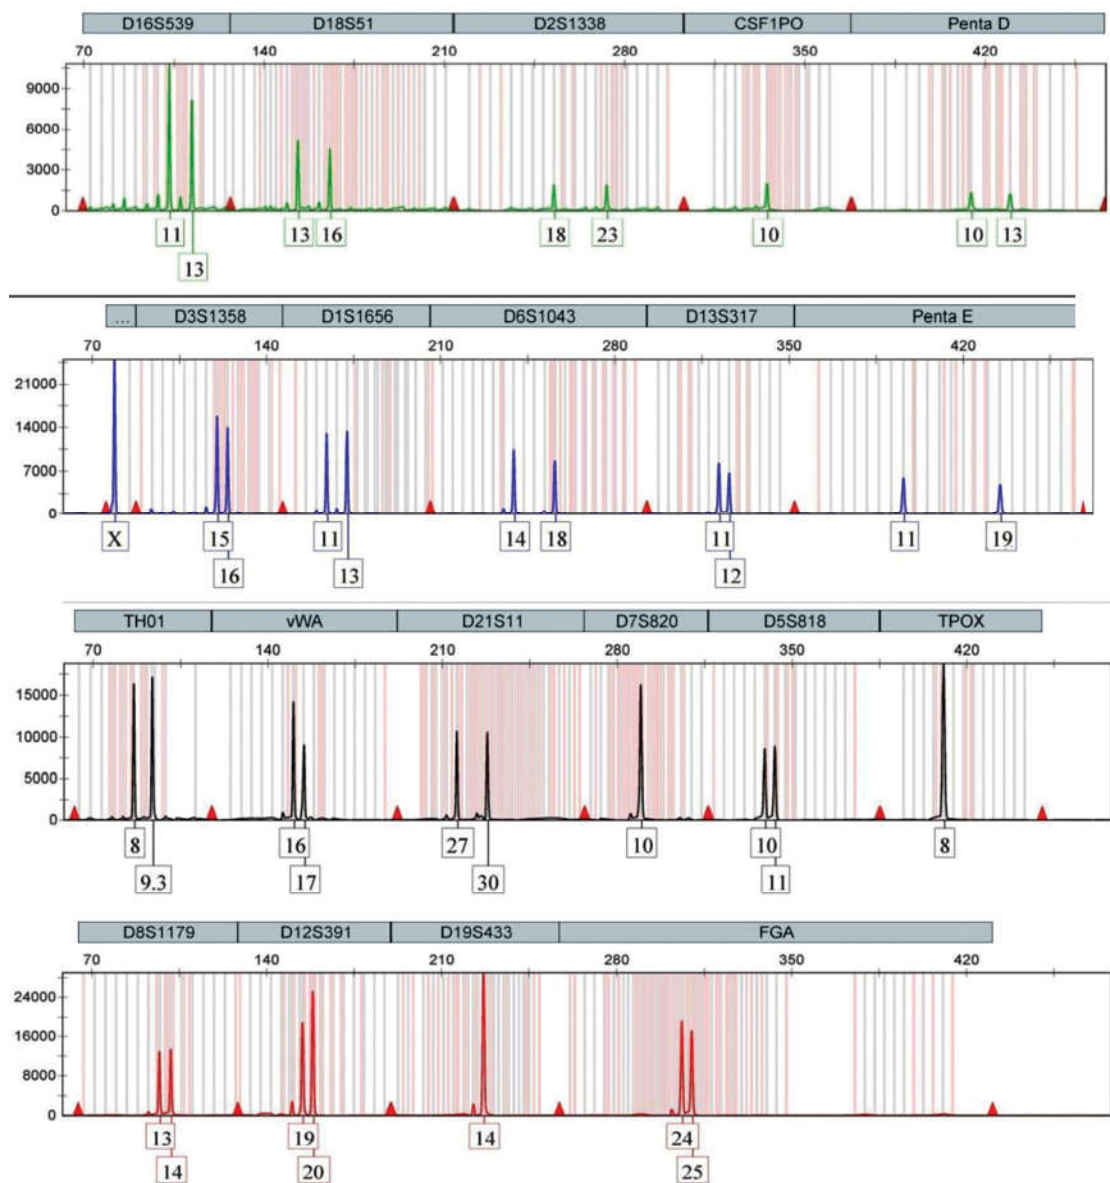 D16S539 D18S51 D2S1338 CSF1PO Penta D
70 140 210 280 350 420
9000
6000
3000
0
11 13 16 18 23 10 10 13
13
... D3S1358 D1S1656 D6S1043 D13S317 Penta E
70 140 210 280 350 420
21000
14000
7000
0
X 15 11 14 18 11 11 19
16 13 12
TH01 vWA D21S11 D7S820 D5S818 TPOX
70 140 210 280 350 420
15000
10000
5000
0
8 16 27 10 10 8
9.3 17 30 11
D8S1179 D12S391 D19S433 FGA
70 140 210 280 350 420
24000
16000
8000
0
13 19 14 24
14 20 25